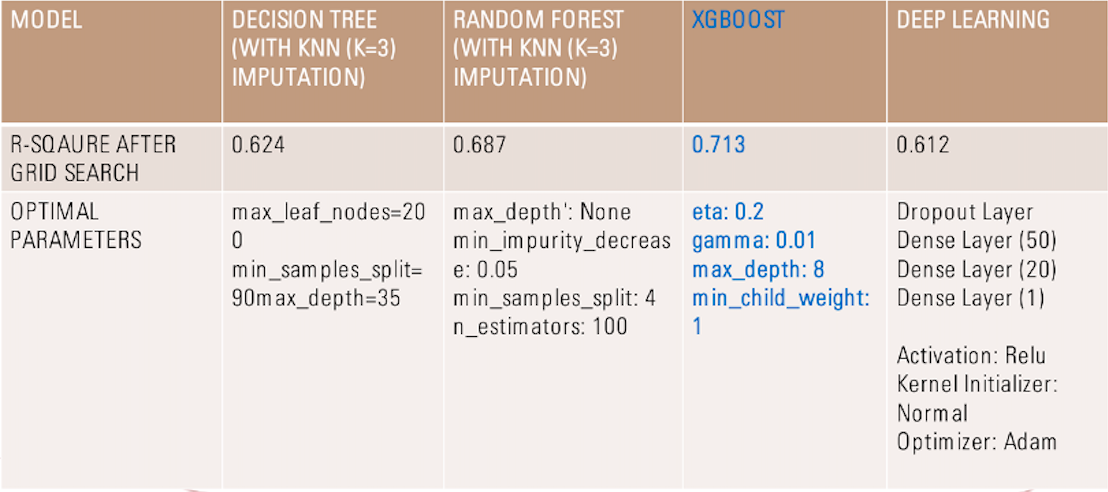 MODEL
DECISION TREE
(WITH KNN (K=3)
IMPUTATION)
RANDOM FOREST
(WITH KNN (K=3)
IMPUTATION)
XGBOOST
DEEP LEARNING
R-SQAURE AFTER
GRID SEARCH
0.624
0.687
0.713
0.612
OPTIMAL
PARAMETERS
max_leaf_nodes=20
0
min_samples_split=
90max_depth=35
max_depth': None
min_impurity_decreas
e: 0.05
min_samples_split: 4
n_estimators: 100
eta: 0.2
gamma: 0.01
max_depth: 8
min_child_weight:
1
Dropout Layer
Dense Layer (50)
Dense Layer (20)
Dense Layer (1)
Activation: Relu
Kernel Initializer:
Normal
Optimizer: Adam